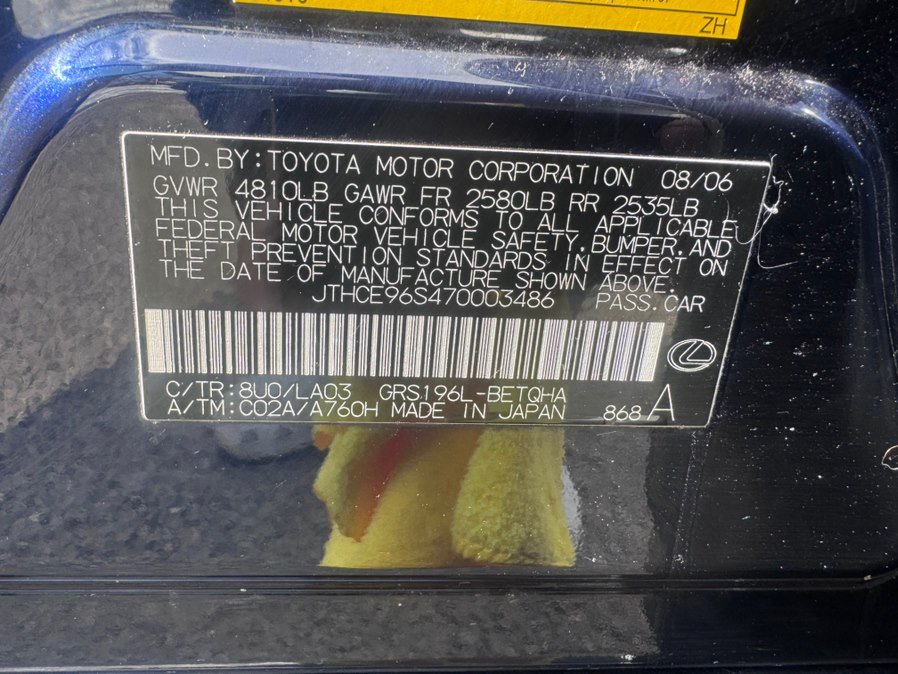 ZH
MFD.BY:TOYOTA MOTOR CORPORATION 08/06
GVWR 4810LB GAWR FR 2580LB RR 2535LB
THIS VEHICLE CONFORMS TO ALL APPLICABLE
FEDERAL MOTOR VEHICLE SAFETY,BUMPER,AND
THEFT PREVENTION STANDARDS IN EFFECT ON
THE DATE OF MANUFACTURE SHOWN ABOVE.
JTHCE96S470003486 PASS.CAR
C/TR:8U0/LA03 GRS196L-BETQHA
A/TM:C02A/A760H MADE IN JAPAN 868 A